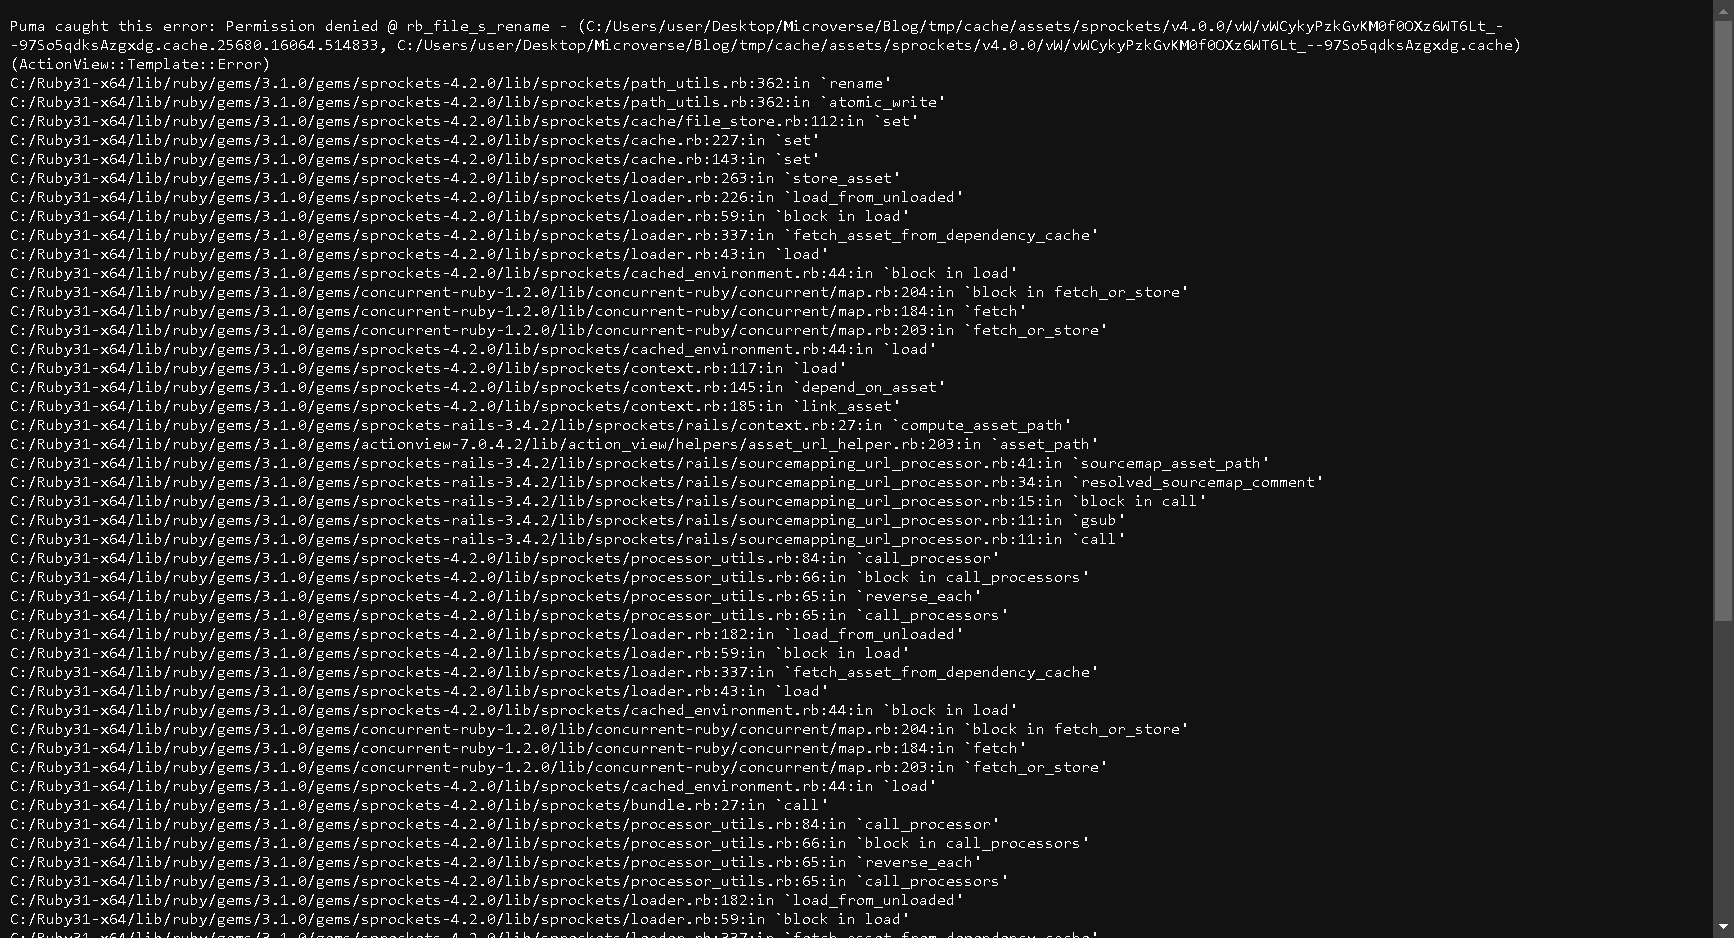 Puma caught this error: Permission denied @ rb_file_s_rename - (C:/Users/user/Desktop/Microverse/Blog/tmp/cache/assets/sprockets/v4.0.0/vW/vWCykyPzkGvKM0f0OXz6WT6Lt_-
-97So5qdksAzgxdg.cache.25680.16064.514833, C:/Users/user/Desktop/Microverse/Blog/tmp/cache/assets/sprockets/v4.0.0/vW/vWCykyPzkGvKM0f0OXz6WT6Lt_--97So5qdksAzgxdg.cache)
(ActionView::Template::Error)
C:/Ruby31-x64/lib/ruby/gems/3.1.0/gems/sprockets-4.2.0/lib/sprockets/path_utils.rb:362:in `rename'
C:/Ruby31-x64/lib/ruby/gems/3.1.0/gems/sprockets-4.2.0/lib/sprockets/path_utils.rb:362:in `atomic_write'
C:/Ruby31-x64/lib/ruby/gems/3.1.0/gems/sprockets-4.2.0/lib/sprockets/cache/file_store.rb:112:in `set'
C:/Ruby31-x64/lib/ruby/gems/3.1.0/gems/sprockets-4.2.0/lib/sprockets/cache.rb:227:in `set'
C:/Ruby31-x64/lib/ruby/gems/3.1.0/gems/sprockets-4.2.0/lib/sprockets/cache.rb:143:in `set'
C:/Ruby31-x64/lib/ruby/gems/3.1.0/gems/sprockets-4.2.0/lib/sprockets/loader.rb:263:in `store_asset'
C:/Ruby31-x64/lib/ruby/gems/3.1.0/gems/sprockets-4.2.0/lib/sprockets/loader.rb:226:in `load_from_unloaded'
C:/Ruby31-x64/lib/ruby/gems/3.1.0/gems/sprockets-4.2.0/lib/sprockets/loader.rb:59:in `block in load'
C:/Ruby31-x64/lib/ruby/gems/3.1.0/gems/sprockets-4.2.0/lib/sprockets/loader.rb:337:in `fetch_asset_from_dependency_cache'
C:/Ruby31-x64/lib/ruby/gems/3.1.0/gems/sprockets-4.2.0/lib/sprockets/loader.rb:43:in `load'
C:/Ruby31-x64/lib/ruby/gems/3.1.0/gems/sprockets-4.2.0/lib/sprockets/cached_environment.rb:44:in `block in load'
C:/Ruby31-x64/lib/ruby/gems/3.1.0/gems/concurrent-ruby-1.2.0/lib/concurrent-ruby/concurrent/map.rb:204:in `block in fetch_or_store'
C:/Ruby31-x64/lib/ruby/gems/3.1.0/gems/concurrent-ruby-1.2.0/lib/concurrent-ruby/concurrent/map.rb:184:in `fetch'
C:/Ruby31-x64/lib/ruby/gems/3.1.0/gems/concurrent-ruby-1.2.0/lib/concurrent-ruby/concurrent/map.rb:203:in `fetch_or_store'
C:/Ruby31-x64/lib/ruby/gems/3.1.0/gems/sprockets-4.2.0/lib/sprockets/cached_environment.rb:44:in `load'
C:/Ruby31-x64/lib/ruby/gems/3.1.0/gems/sprockets-4.2.0/lib/sprockets/context.rb:117:in `load'
C:/Ruby31-x64/lib/ruby/gems/3.1.0/gems/sprockets-4.2.0/lib/sprockets/context.rb:145:in `depend_on_asset'
C:/Ruby31-x64/lib/ruby/gems/3.1.0/gems/sprockets-4.2.0/lib/sprockets/context.rb:185:in `link_asset'
C:/Ruby31-x64/lib/ruby/gems/3.1.0/gems/sprockets-rails-3.4.2/lib/sprockets/rails/context.rb:27:in `compute_asset_path'
C:/Ruby31-x64/lib/ruby/gems/3.1.0/gems/actionview-7.0.4.2/lib/action_view/helpers/asset_url_helper.rb:203:in `asset_path'
C:/Ruby31-x64/lib/ruby/gems/3.1.0/gems/sprockets-rails-3.4.2/lib/sprockets/rails/sourcemapping_url_processor.rb:41:in `sourcemap_asset_path'
C:/Ruby31-x64/lib/ruby/gems/3.1.0/gems/sprockets-rails-3.4.2/lib/sprockets/rails/sourcemapping_url_processor.rb:34:in `resolved_sourcemap_comment'
C:/Ruby31-x64/lib/ruby/gems/3.1.0/gems/sprockets-rails-3.4.2/lib/sprockets/rails/sourcemapping_url_processor.rb:15:in `block in call'
C:/Ruby31-x64/lib/ruby/gems/3.1.0/gems/sprockets-rails-3.4.2/lib/sprockets/rails/sourcemapping_url_processor.rb:11:in `gsub'
C:/Ruby31-x64/lib/ruby/gems/3.1.0/gems/sprockets-rails-3.4.2/lib/sprockets/rails/sourcemapping_url_processor.rb:11:in `call'
C:/Ruby31-x64/lib/ruby/gems/3.1.0/gems/sprockets-4.2.0/lib/sprockets/processor_utils.rb:84:in `call_processor'
C:/Ruby31-x64/lib/ruby/gems/3.1.0/gems/sprockets-4.2.0/lib/sprockets/processor_utils.rb:66:in `block in call_processors'
C:/Ruby31-x64/lib/ruby/gems/3.1.0/gems/sprockets-4.2.0/lib/sprockets/processor_utils.rb:65:in `reverse_each'
C:/Ruby31-x64/lib/ruby/gems/3.1.0/gems/sprockets-4.2.0/lib/sprockets/processor_utils.rb:65:in `call_processors'
C:/Ruby31-x64/lib/ruby/gems/3.1.0/gems/sprockets-4.2.0/lib/sprockets/loader.rb:182:in `load_from_unloaded'
C:/Ruby31-x64/lib/ruby/gems/3.1.0/gems/sprockets-4.2.0/lib/sprockets/loader.rb:59:in `block in load'
C:/Ruby31-x64/lib/ruby/gems/3.1.0/gems/sprockets-4.2.0/lib/sprockets/loader.rb:337:in `fetch_asset_from_dependency_cache'
C:/Ruby31-x64/lib/ruby/gems/3.1.0/gems/sprockets-4.2.0/lib/sprockets/loader.rb:43:in `load'
C:/Ruby31-x64/lib/ruby/gems/3.1.0/gems/sprockets-4.2.0/lib/sprockets/cached_environment.rb:44:in `block in load'
C:/Ruby31-x64/lib/ruby/gems/3.1.0/gems/concurrent-ruby-1.2.0/lib/concurrent-ruby/concurrent/map.rb:204:in `block in fetch_or_store'
C:/Ruby31-x64/lib/ruby/gems/3.1.0/gems/concurrent-ruby-1.2.0/lib/concurrent-ruby/concurrent/map.rb:184:in `fetch'
C:/Ruby31-x64/lib/ruby/gems/3.1.0/gems/concurrent-ruby-1.2.0/lib/concurrent-ruby/concurrent/map.rb:203:in `fetch_or_store'
C:/Ruby31-x64/lib/ruby/gems/3.1.0/gems/sprockets-4.2.0/lib/sprockets/cached_environment.rb:44:in `load'
C:/Ruby31-x64/lib/ruby/gems/3.1.0/gems/sprockets-4.2.0/lib/sprockets/bundle.rb:27:in `call'
C:/Ruby31-x64/lib/ruby/gems/3.1.0/gems/sprockets-4.2.0/lib/sprockets/processor_utils.rb:84:in `call_processor'
C:/Ruby31-x64/lib/ruby/gems/3.1.0/gems/sprockets-4.2.0/lib/sprockets/processor_utils.rb:66:in `block in call_processors'
C:/Ruby31-x64/lib/ruby/gems/3.1.0/gems/sprockets-4.2.0/lib/sprockets/processor_utils.rb:65:in `reverse_each'
C:/Ruby31-x64/lib/ruby/gems/3.1.0/gems/sprockets-4.2.0/lib/sprockets/processor_utils.rb:65:in `call_processors'
C:/Ruby31-x64/lib/ruby/gems/3.1.0/gems/sprockets-4.2.0/lib/sprockets/loader.rb:182:in `load_from_unloaded'
C:/Ruby31-x64/lib/ruby/gems/3.1.0/gems/sprockets-4.2.0/lib/sprockets/loader.rb:59:in `block in load'
C:/Ruby31-x64/lib/ruby/gems/3.1.0/gems/sprockets-4.2.0/lib/sprockets/loader.rb:337:in `fetch_asset_from_dependency_cache'